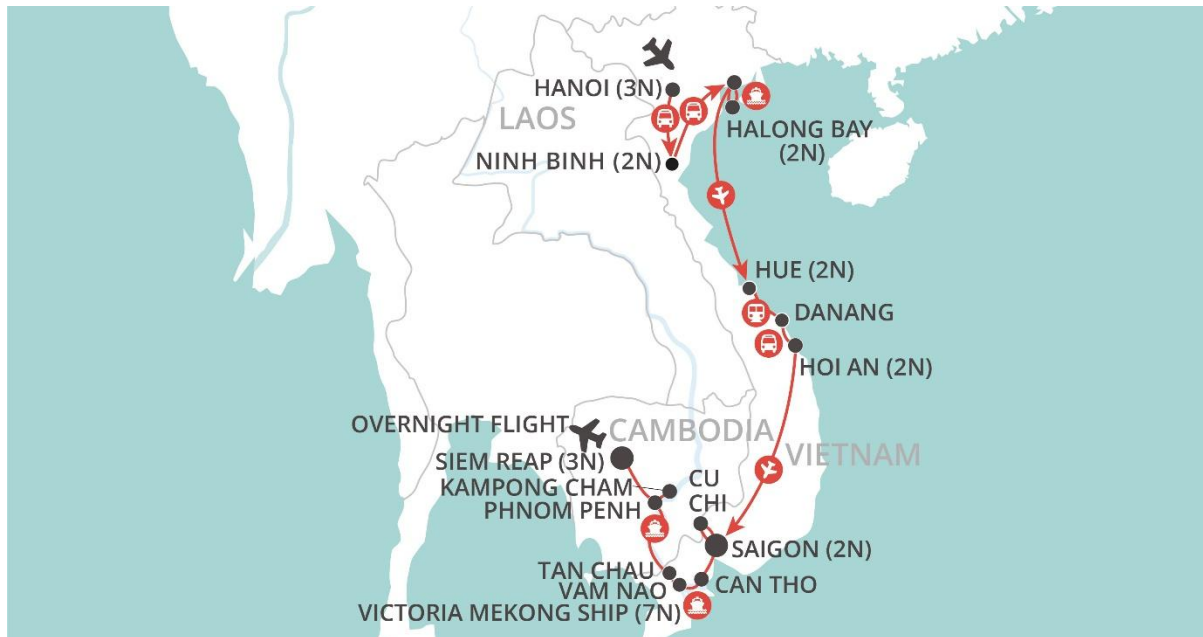 HANOI (3N)
LAOS
HALONG BAY
(2N)
NINH BINH (2N)
HUE (2N)
DANANG
HOI AN (2N)
OVERNIGHT FLIGHT
CAMBODIA
VIETNAM
SIEM REAP (3N)
KAMPONG CHAM
PHNOM PENH
CU
CHI
SAIGON (2N)
TAN CHAU
VAM NAO
CAN THO
VICTORIA MEKONG SHIP (7N)